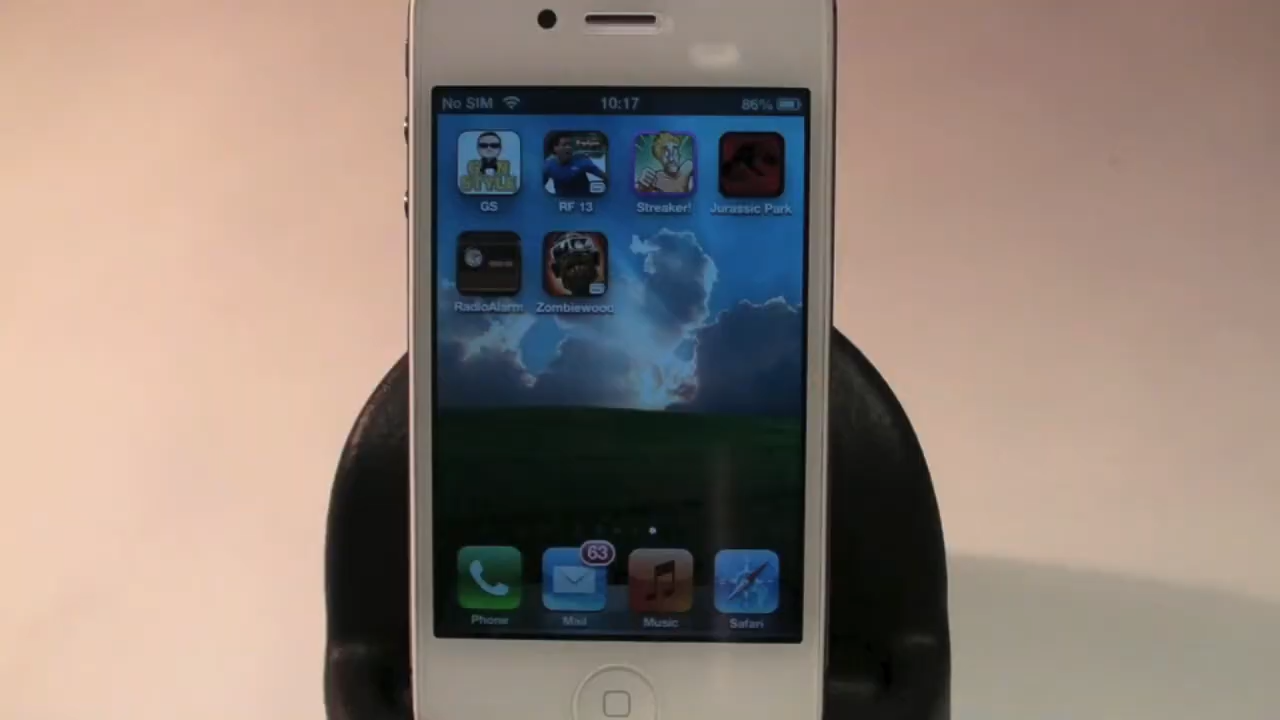 No SIM 10:17 86%
GS RF 13 Streaker! Jurassic Park
RadioAlarm Zombiewood
63
Phone Mail Music Safari